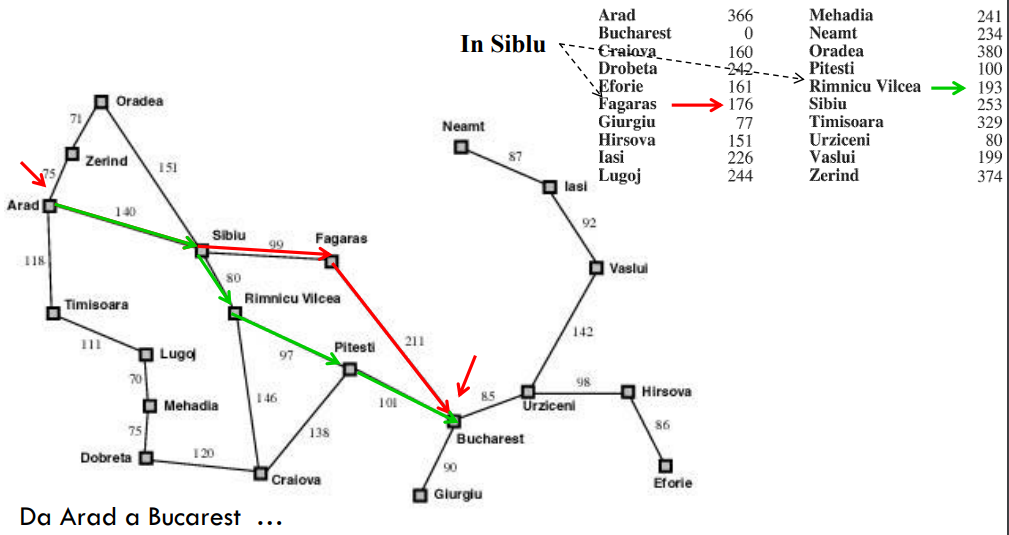 In Siblu
Arad 366 Mehadia 241
Bucharest 0 Neamt 234
Craiova 160 Oradea 380
Drobeta 242 Pitesti 100
Eforie 161 Rimnicu Vilcea 193
Fagaras 176 Sibiu 253
Giurgiu 77 Timisoara 329
Hirsova 151 Urziceni 80
Iasi 226 Vaslui 199
Lugoj 244 Zerind 374
Oradea
71
Zerind
75
151
Arad
140
Sibiu
99
Fagaras
118
80
Rimnicu Vilcea
Timisoara
111
Lugoj
70
Mehadia
75
Dobreta
120
Craiova
146
97
Pitesti
138
101
211
Bucharest
90
Giurgiu
85
Urziceni
98
Hirsova
86
Eforie
142
Vaslui
92
Iasi
87
Neamt
Da Arad a Bucarest ...